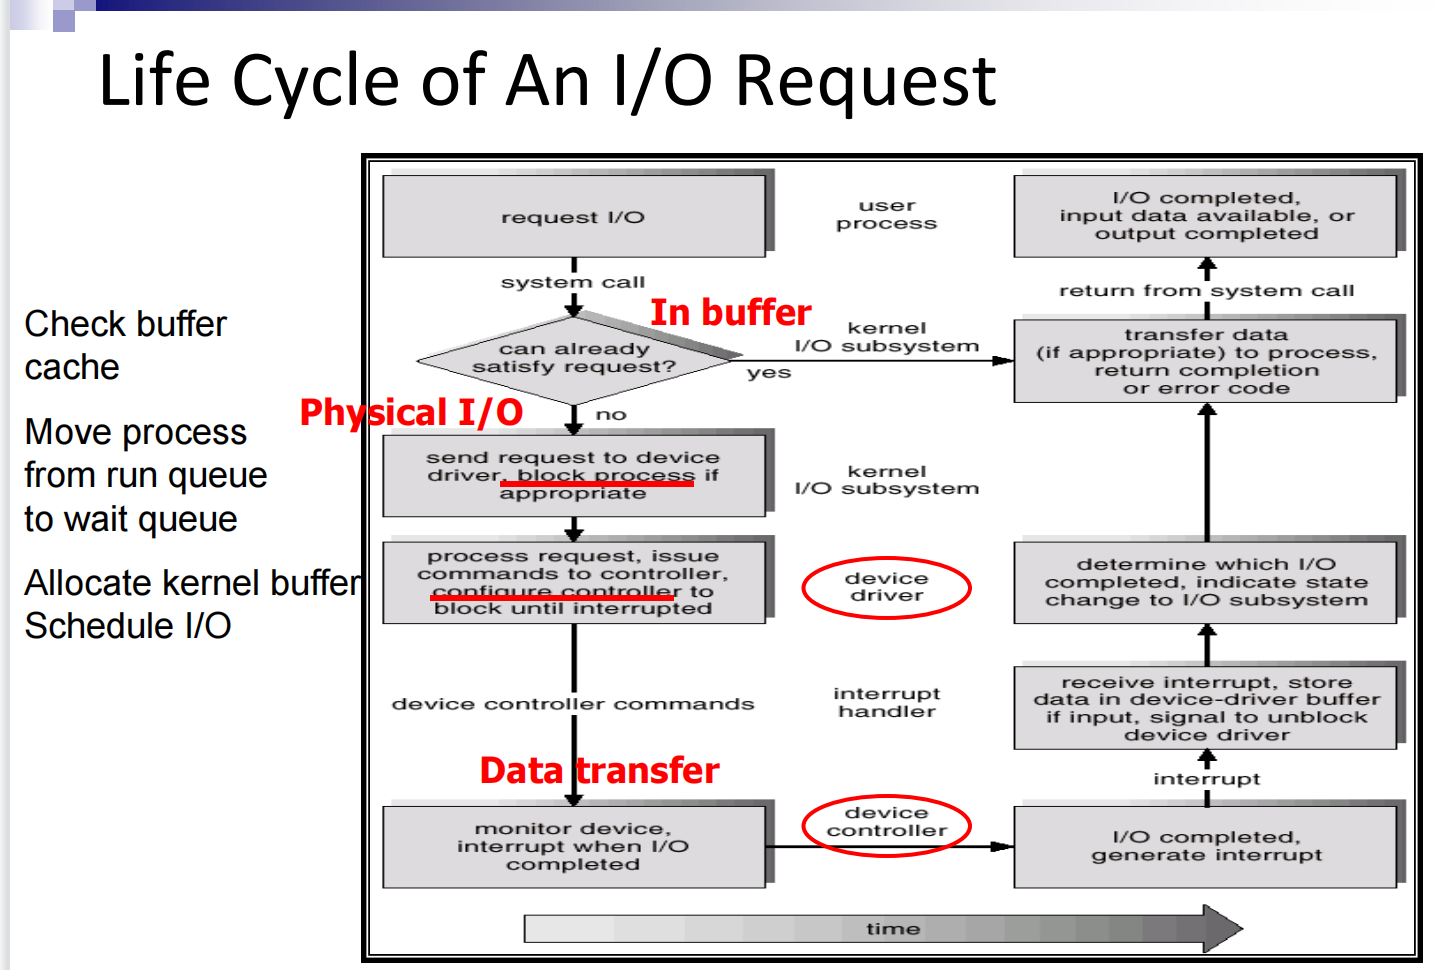 Life Cycle of An I/O Request
Check buffer
cache
Move process
from run queue
to wait queue
Allocate kernel buffer
Schedule I/O
request I/O
user
process
I/O completed,
input data available, or
output completed
system call
return from system call
In buffer
can already
satisfy request?
kernel
I/O subsystem
yes
transfer data
(if appropriate) to process,
return completion
or error code
Physical I/O
no
send request to device
driver, block process if
appropriate
kernel
I/O subsystem
process request, issue
commands to controller,
configure controller to
block until interrupted
device
driver
determine which I/O
completed, indicate state
change to I/O subsystem
device controller commands
interrupt
handler
receive interrupt, store
data in device-driver buffer
if input, signal to unblock
device driver
Data transfer
interrupt
monitor device,
interrupt when I/O
completed
device
controller
I/O completed,
generate interrupt
time